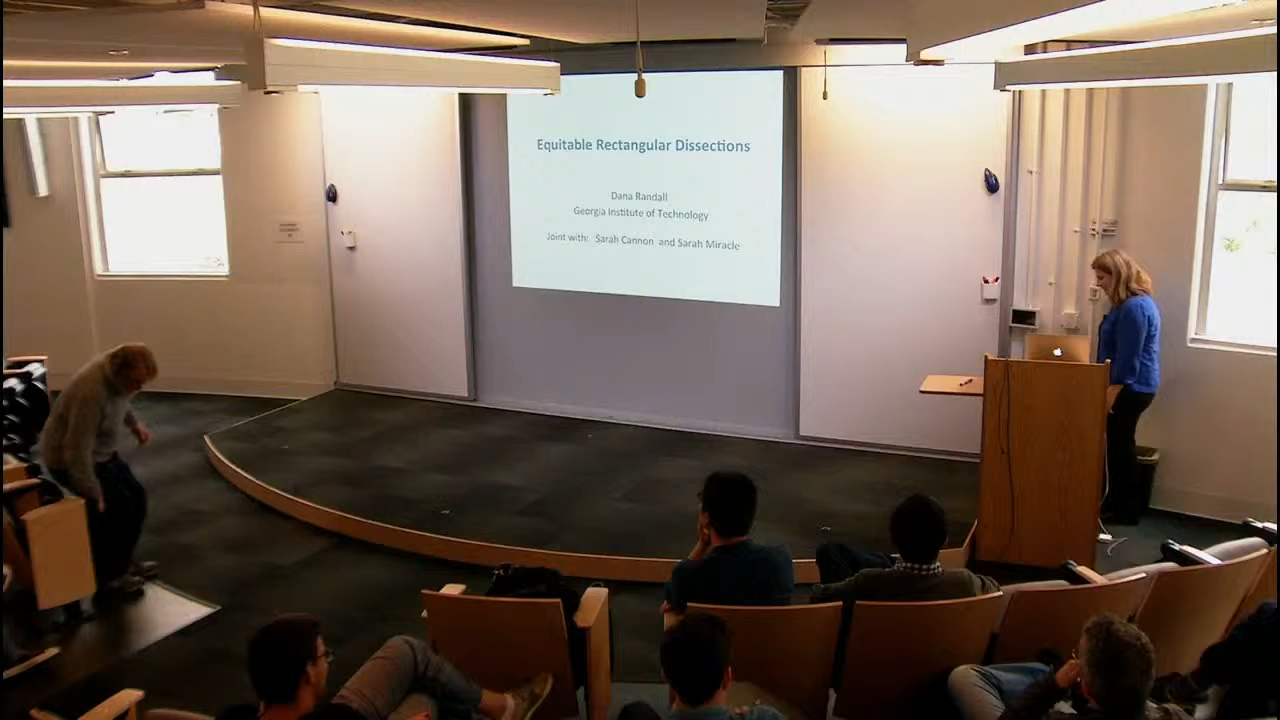 Equitable Rectangular Dissections
Dana Randall
Georgia Institute of Technology
Joint with: Sarah Cannon and Sarah Miracle